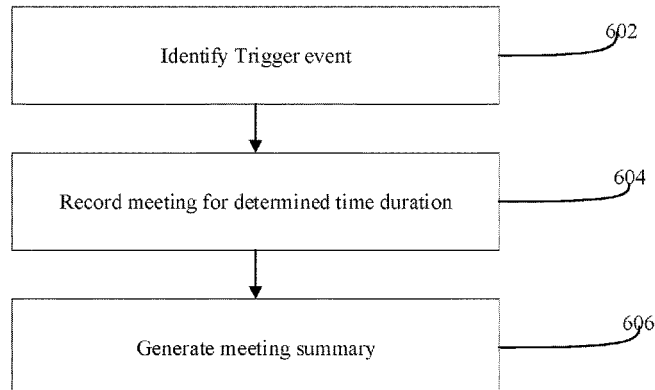 602
Identify Trigger event
604
Record meeting for determined time duration
606
Generate meeting summary